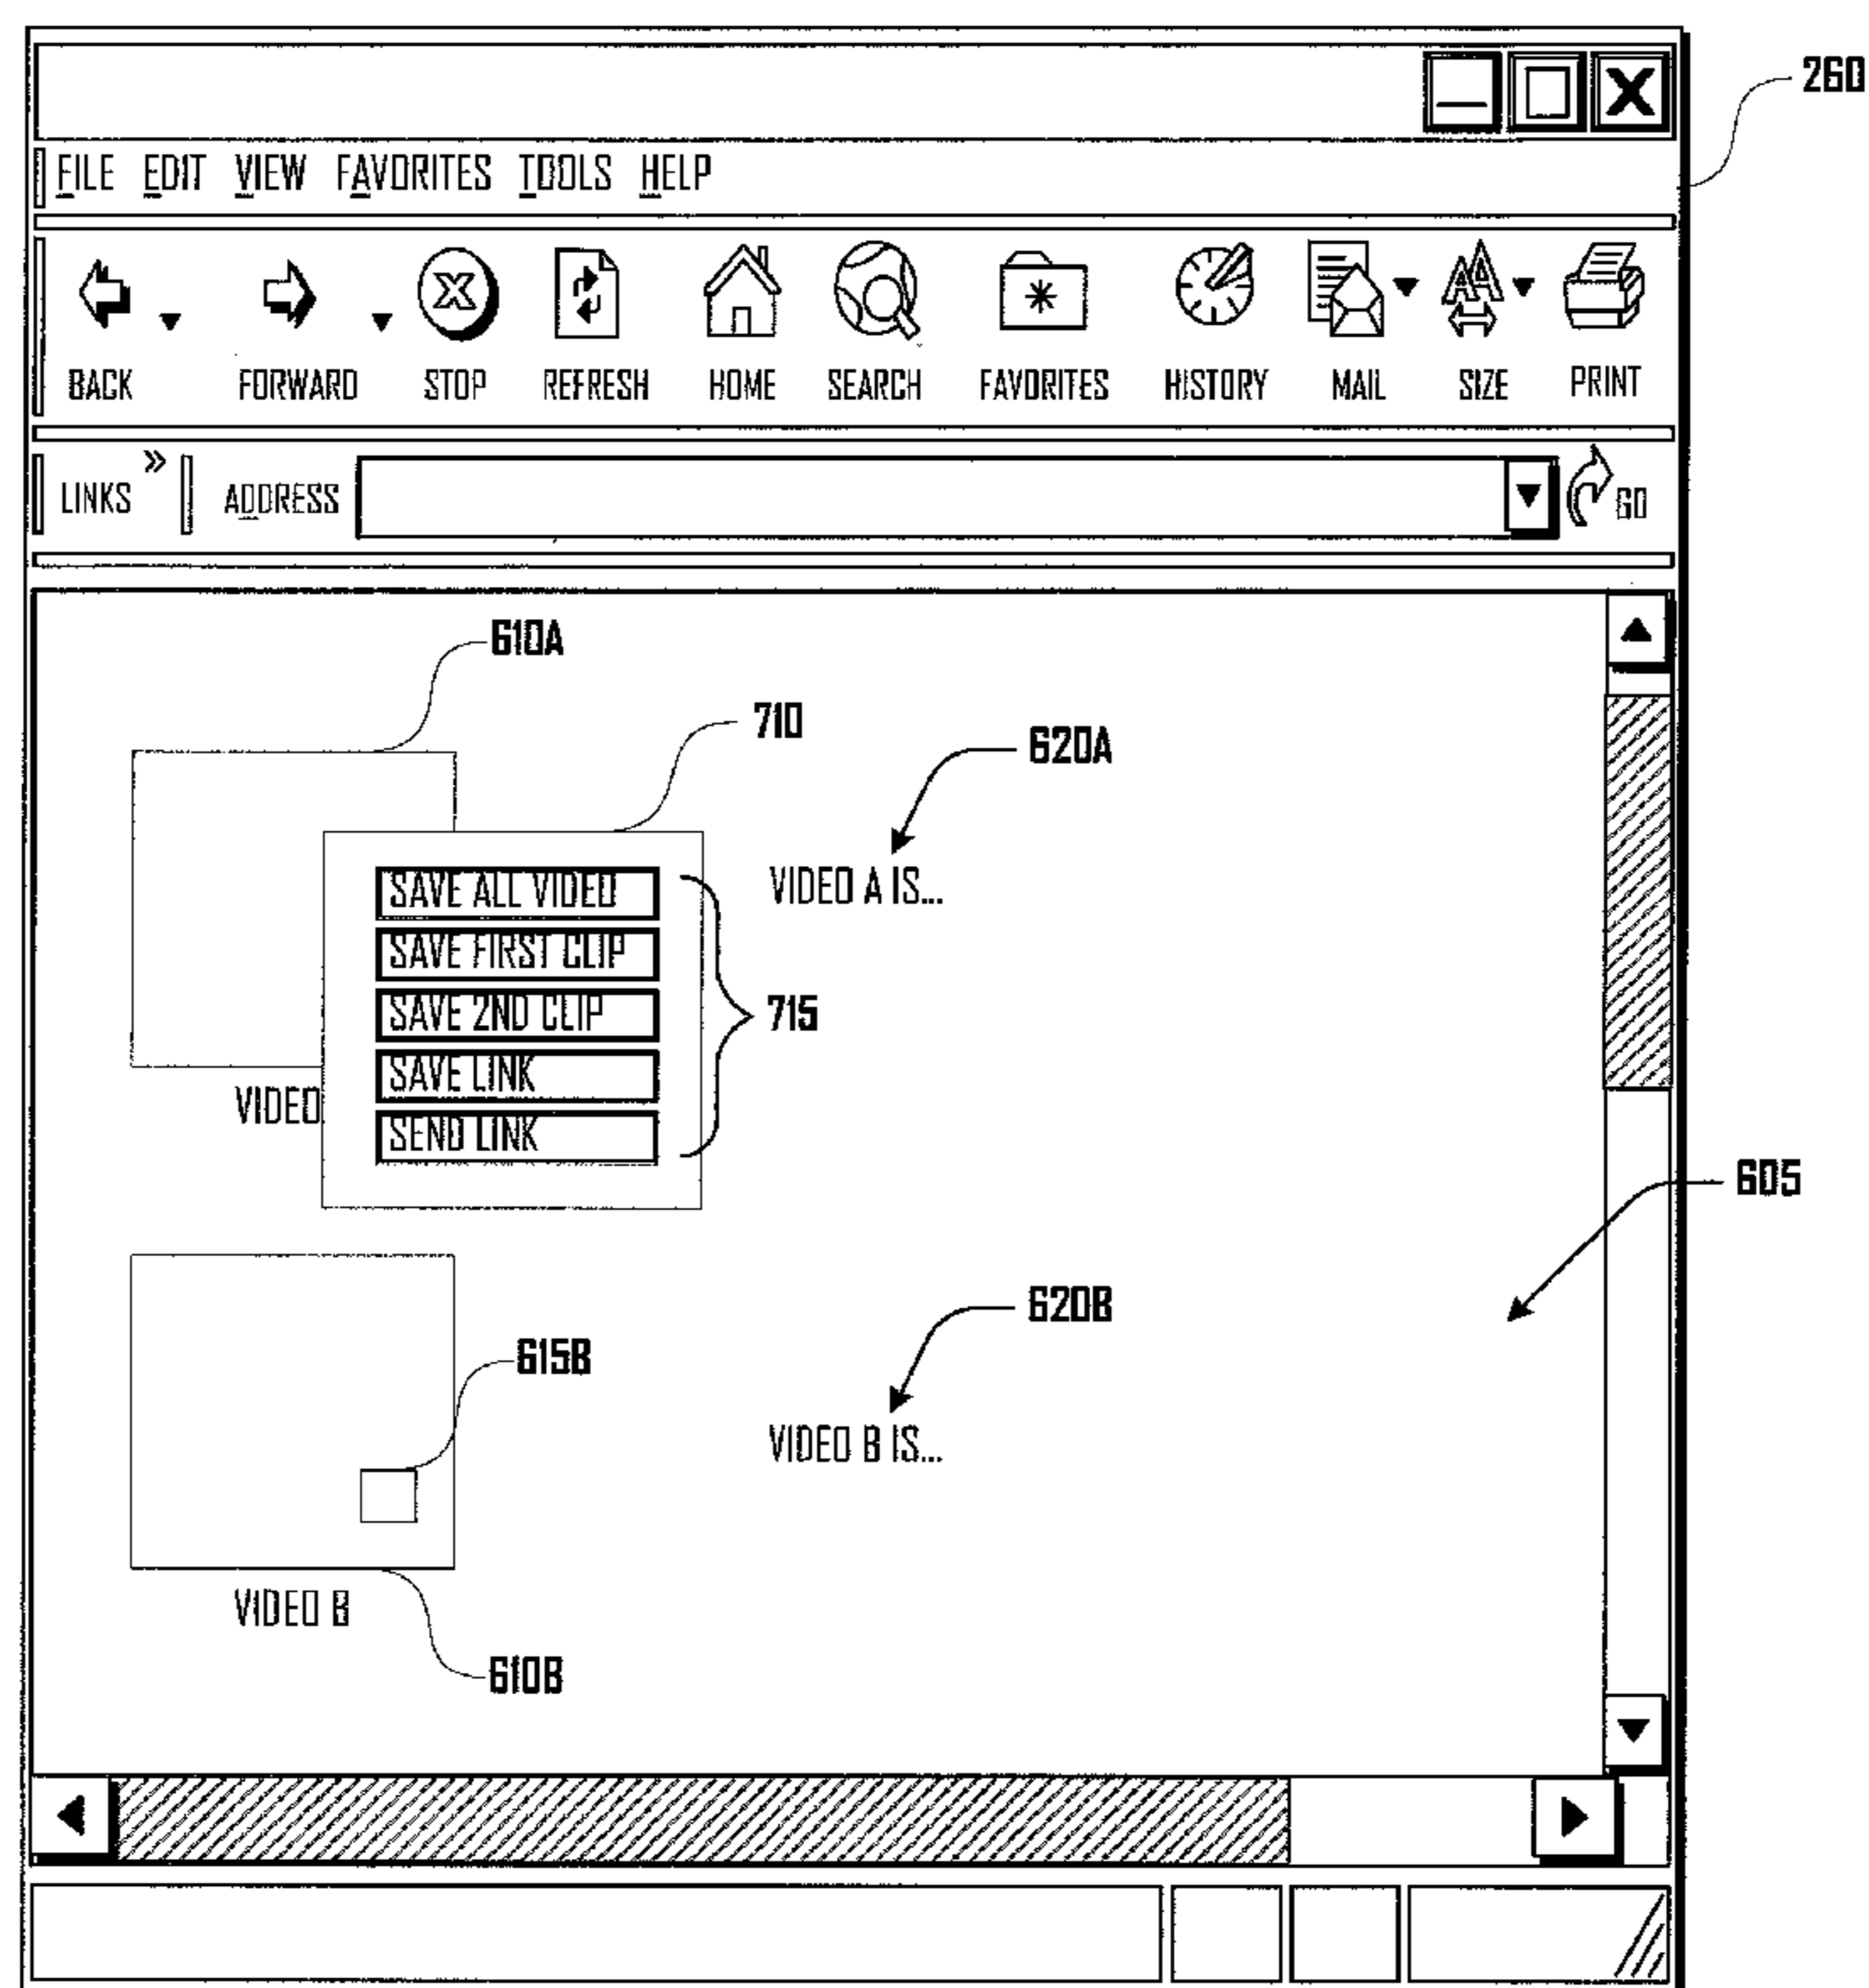 260
FILE EDIT VIEW FAVORITES TOOLS HELP
BACK FORWARD STOP REFRESH HOME SEARCH FAVORITES HISTORY MAIL SIZE PRINT
LINKS » ADDRESS GO
610A
710
620A
SAVE ALL VIDEO
VIDEO A IS...
SAVE FIRST CLIP
SAVE 2ND CLIP
715
SAVE LINK
VIDEO
SEND LINK
605
620B
615B
VIDEO B IS...
VIDEO B
610B